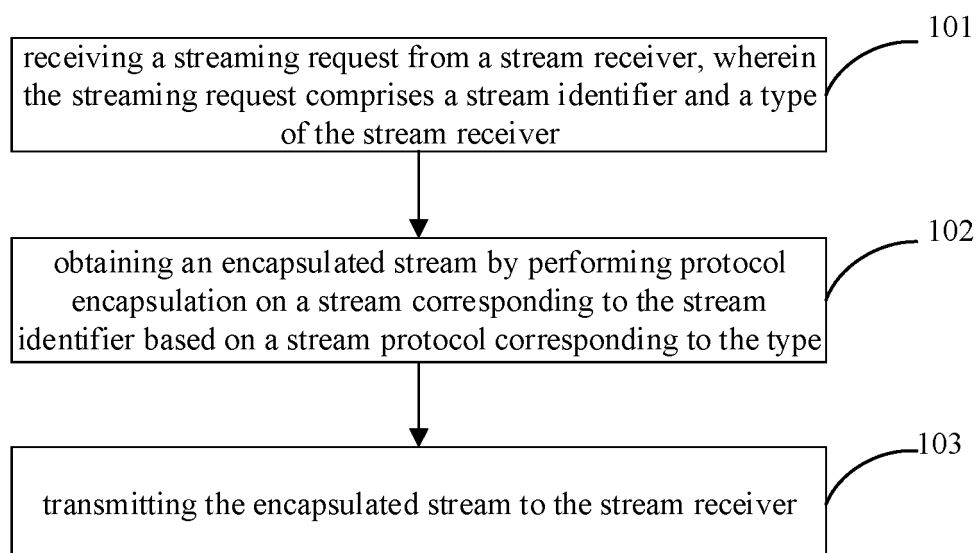 101
receiving a streaming request from a stream receiver, wherein
the streaming request comprises a stream identifier and a type
of the stream receiver
102
obtaining an encapsulated stream by performing protocol
encapsulation on a stream corresponding to the stream
identifier based on a stream protocol corresponding to the type
103
transmitting the encapsulated stream to the stream receiver